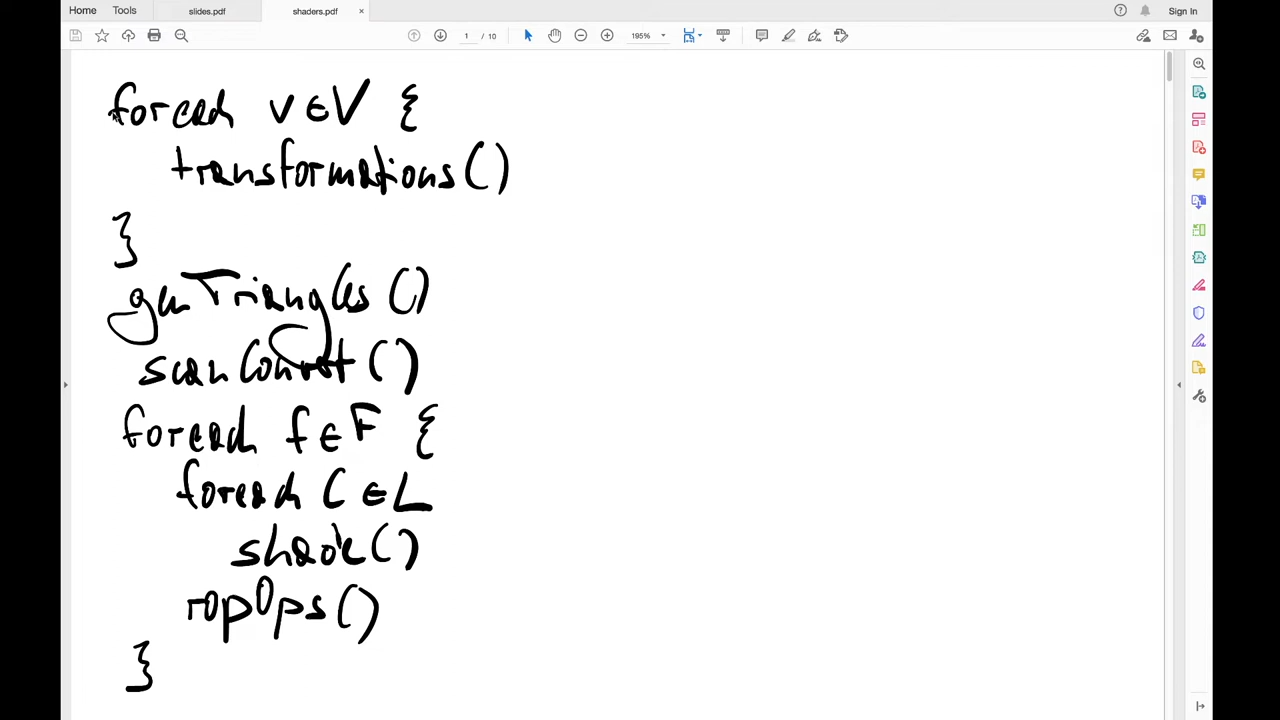 Home Tools slides.pdf shaders.pdf × ? Sign In
1 / 10 195%
foreach v ∈ V {
transformations()
}
genTriangles()
scanConvert()
foreach f ∈ F {
foreach l ∈ L
shade()
ropOps()
}